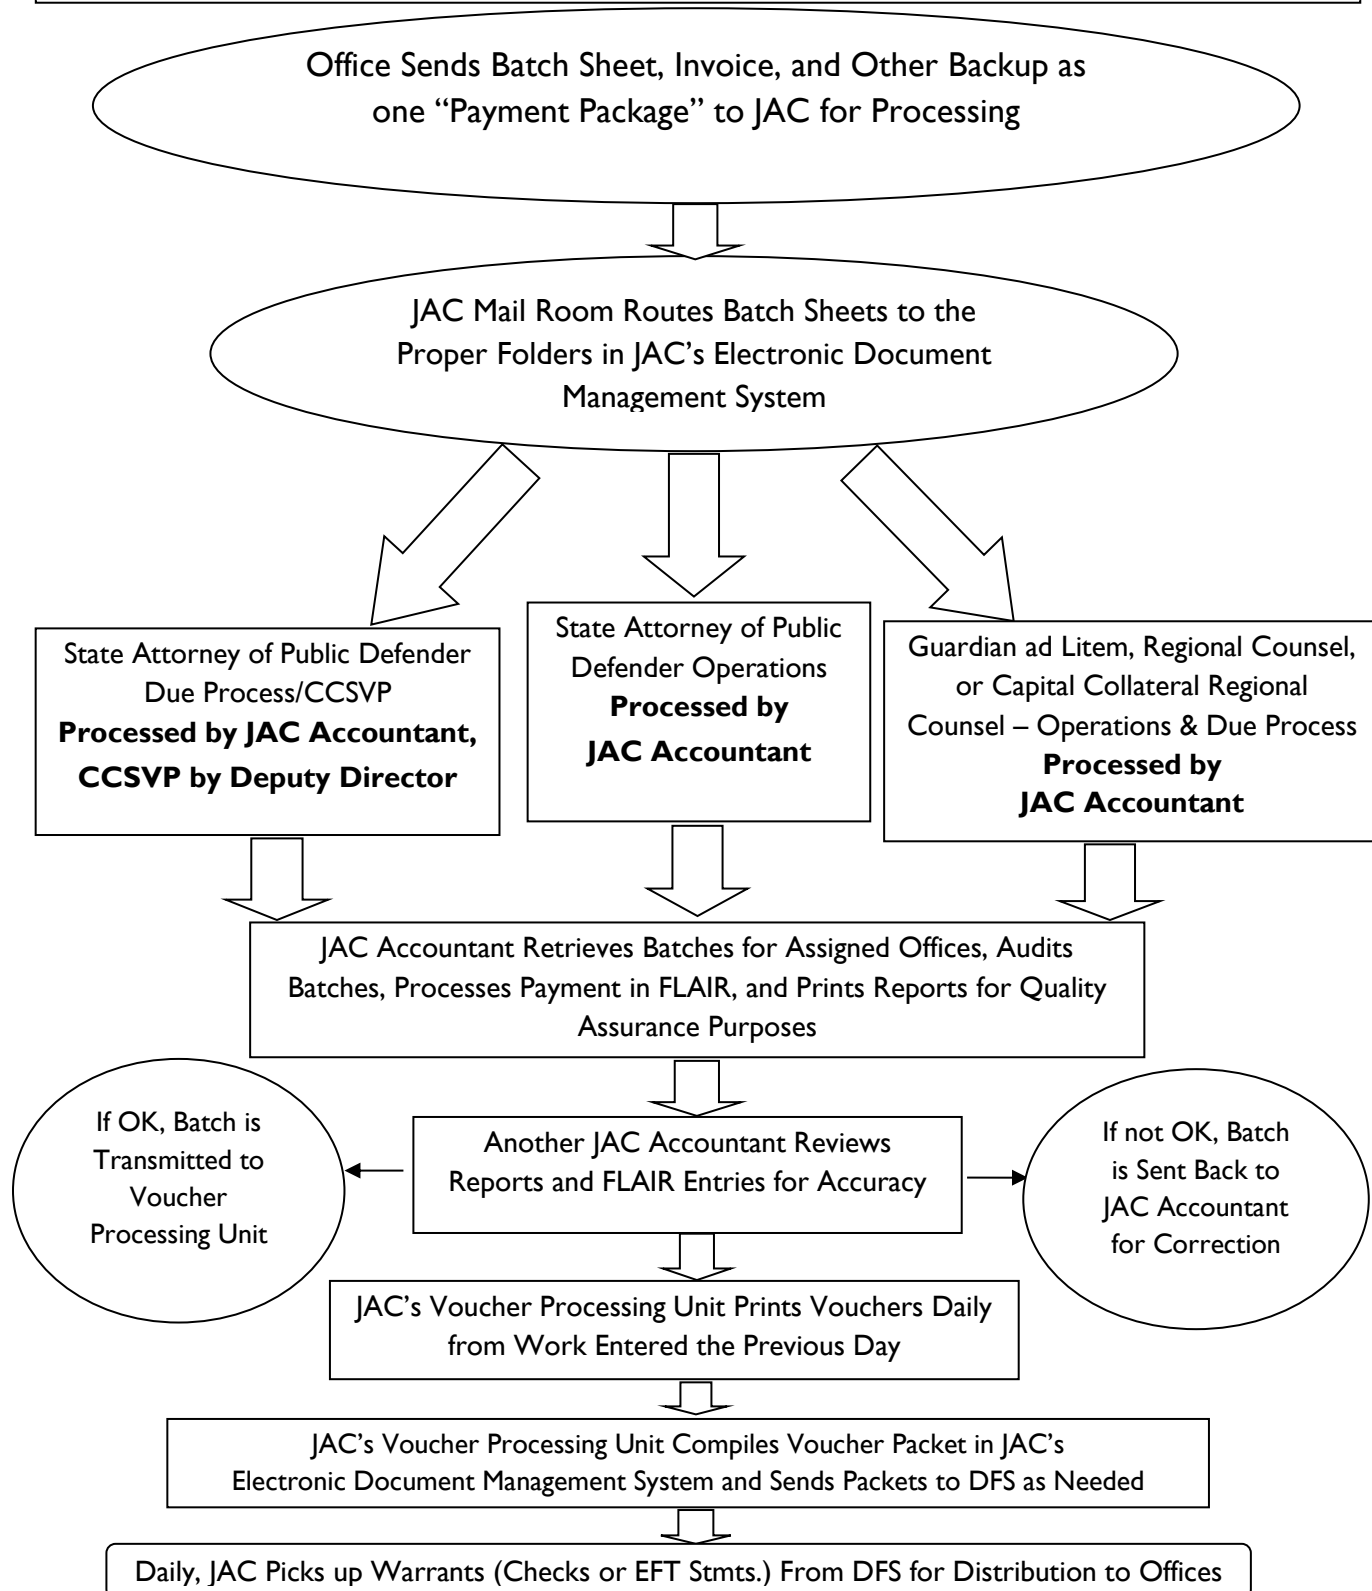 Office Sends Batch Sheet, Invoice, and Other Backup as
one “Payment Package” to JAC for Processing
JAC Mail Room Routes Batch Sheets to the
Proper Folders in JAC’s Electronic Document
Management System
State Attorney of Public Defender
Due Process/CCSVP
Processed by JAC Accountant,
CCSVP by Deputy Director
State Attorney of Public
Defender Operations
Processed by
JAC Accountant
Guardian ad Litem, Regional Counsel,
or Capital Collateral Regional
Counsel – Operations & Due Process
Processed by
JAC Accountant
JAC Accountant Retrieves Batches for Assigned Offices, Audits
Batches, Processes Payment in FLAIR, and Prints Reports for Quality
Assurance Purposes
If OK, Batch is
Transmitted to
Voucher
Processing Unit
Another JAC Accountant Reviews
Reports and FLAIR Entries for Accuracy
If not OK, Batch
is Sent Back to
JAC Accountant
for Correction
JAC’s Voucher Processing Unit Prints Vouchers Daily
from Work Entered the Previous Day
JAC’s Voucher Processing Unit Compiles Voucher Packet in JAC’s
Electronic Document Management System and Sends Packets to DFS as Needed
Daily, JAC Picks up Warrants (Checks or EFT Stmts.) From DFS for Distribution to Offices